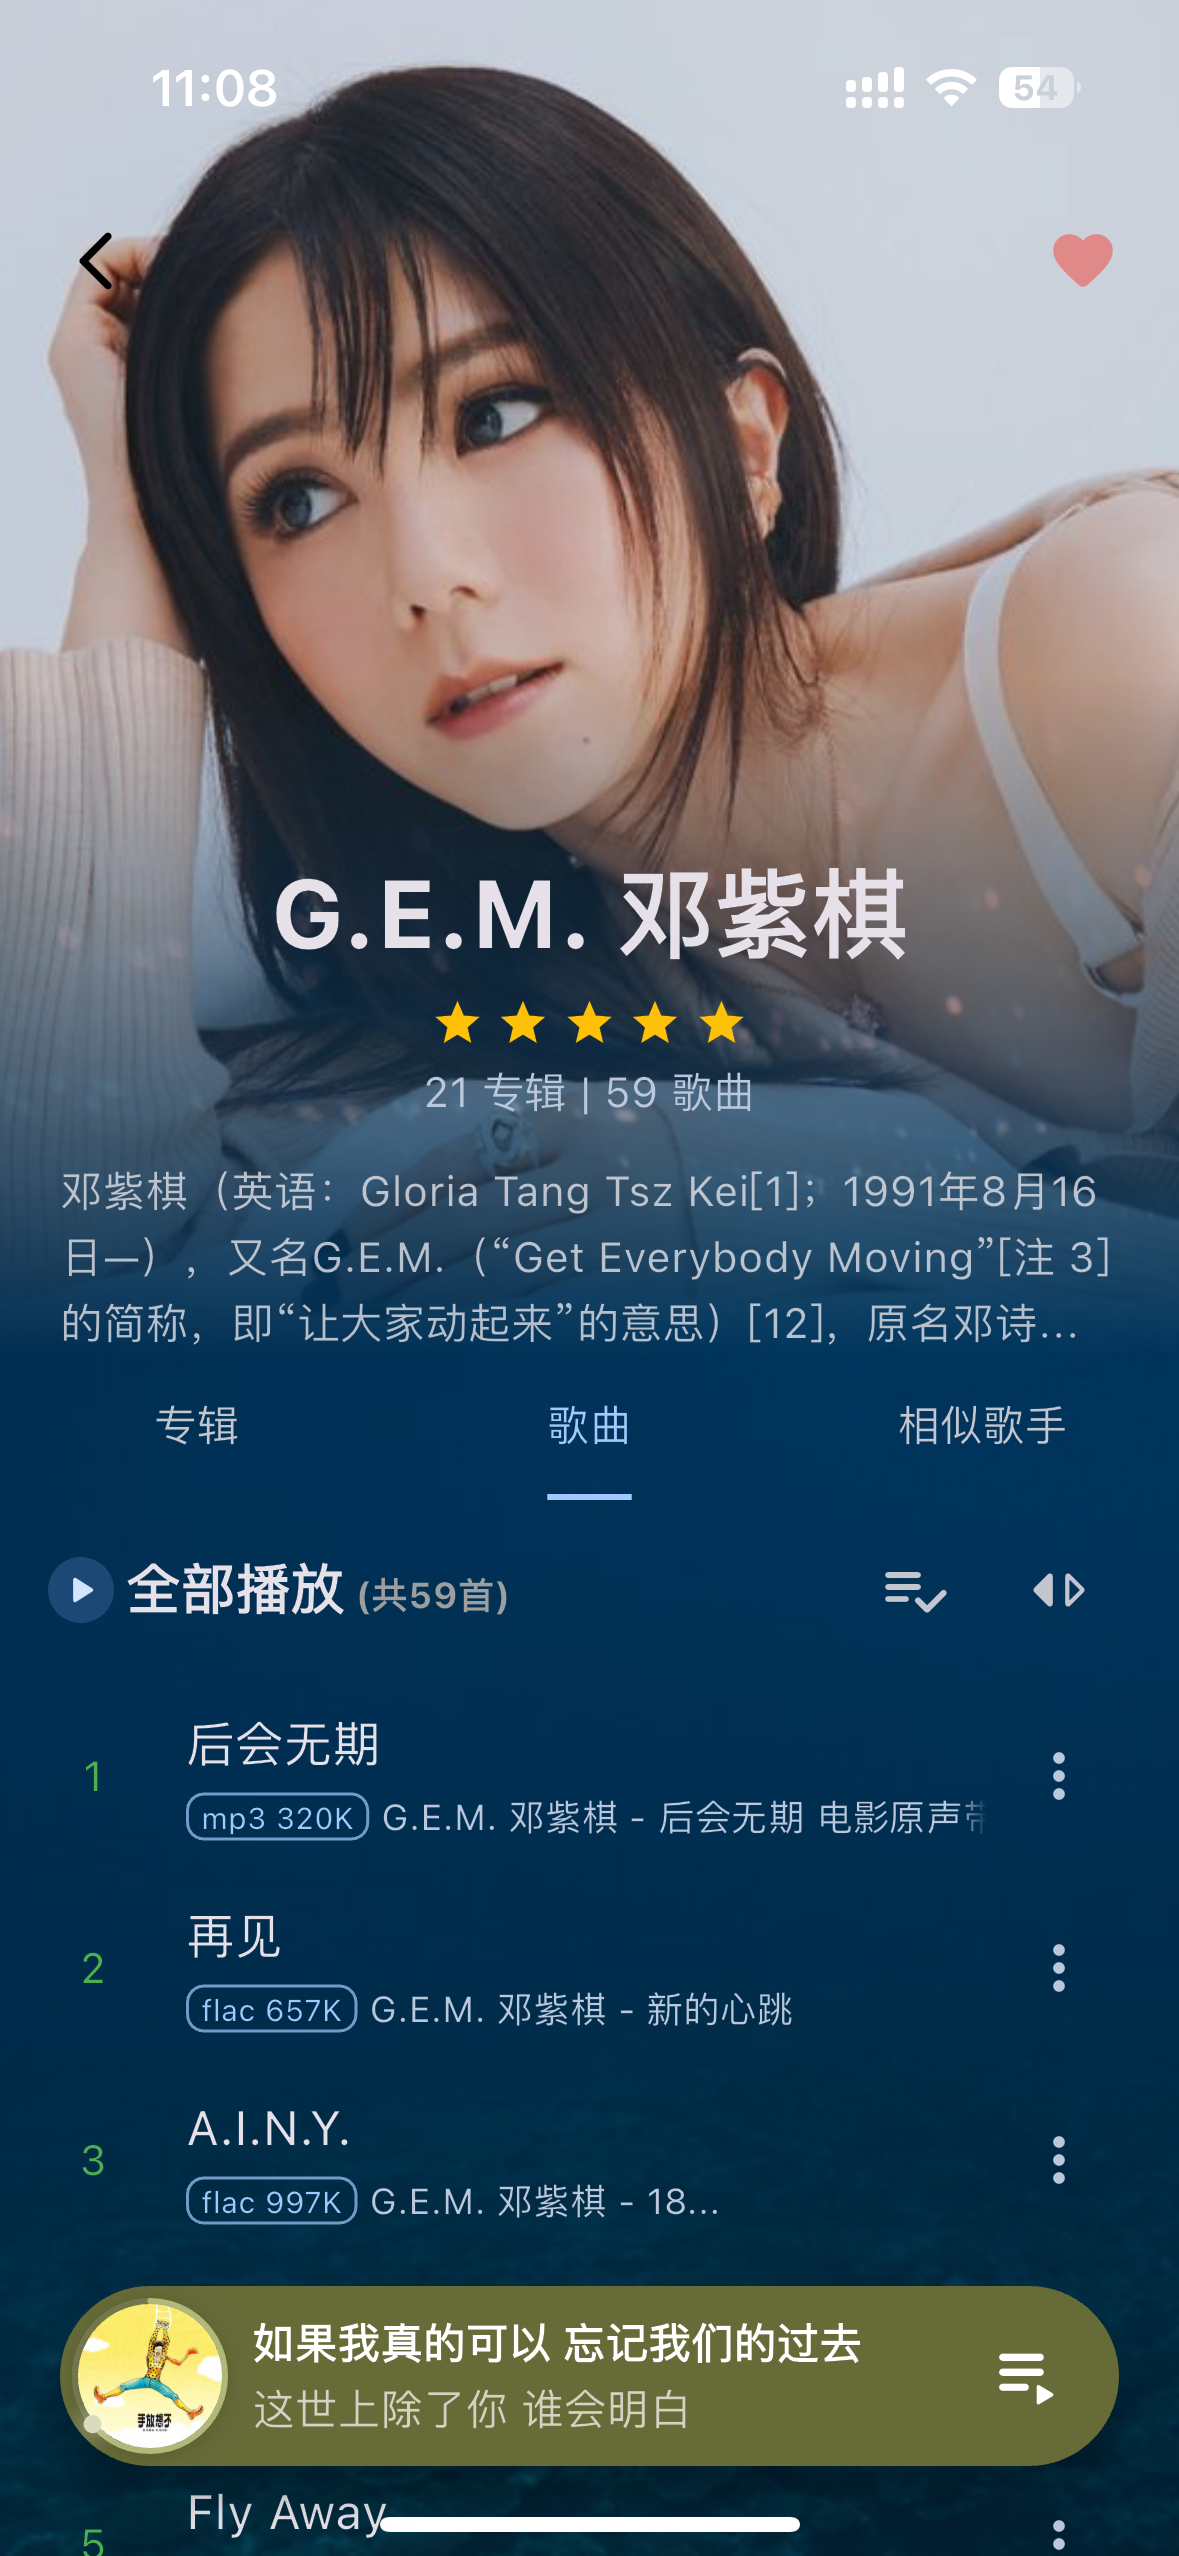 11:08
54
G.E.M. 邓紫棋
21 专辑 | 59 歌曲
邓紫棋（英语：Gloria Tang Tsz Kei[1]；1991年8月16
日—），又名G.E.M.（“Get Everybody Moving”[注 3]
的简称，即“让大家动起来”的意思）[12]，原名邓诗...
专辑
歌曲
相似歌手
全部播放 (共59首)
1
后会无期
mp3 320K G.E.M. 邓紫棋 - 后会无期 电影原声带
2
再见
flac 657K G.E.M. 邓紫棋 - 新的心跳
3
A.I.N.Y.
flac 997K G.E.M. 邓紫棋 - 18...
手放想不
如果我真的可以 忘记我们的过去
这世上除了你 谁会明白
5
Fly Away